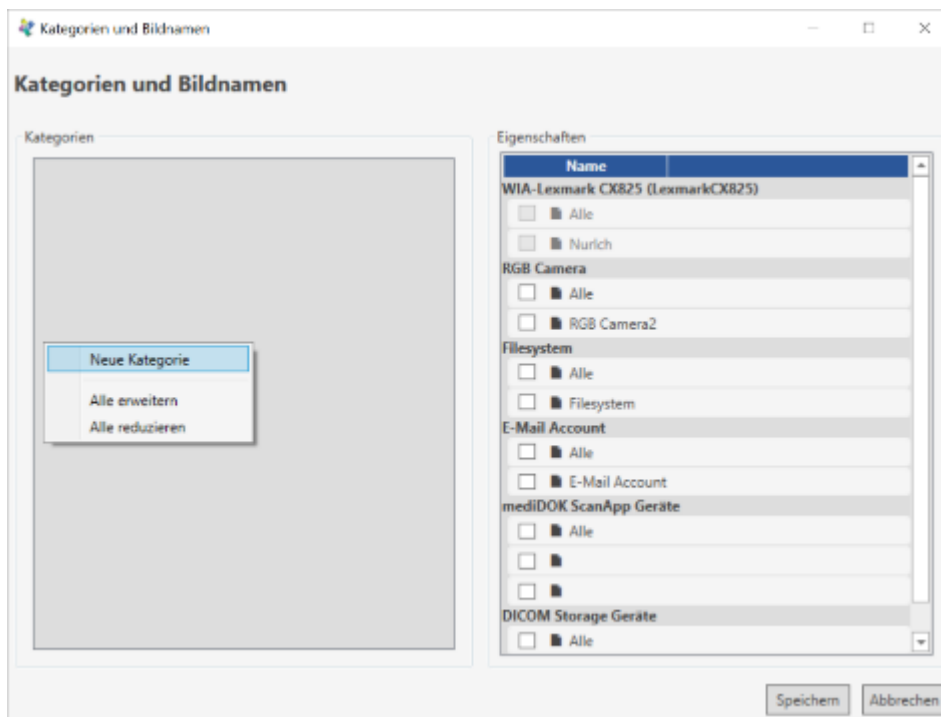 Kategorien und Bildnamen
Kategorien und Bildnamen
Kategorien
Neue Kategorie
Alle erweitern
Alle reduzieren
Eigenschaften
Name
WIA-Lexmark CX825 (LexmarkCX825)
Alle
NurIch
RGB Camera
Alle
RGB Camera2
Filesystem
Alle
Filesystem
E-Mail Account
Alle
E-Mail Account
mediDOK ScanApp Geräte
Alle
DICOM Storage Geräte
Alle
Speichern Abbrechen